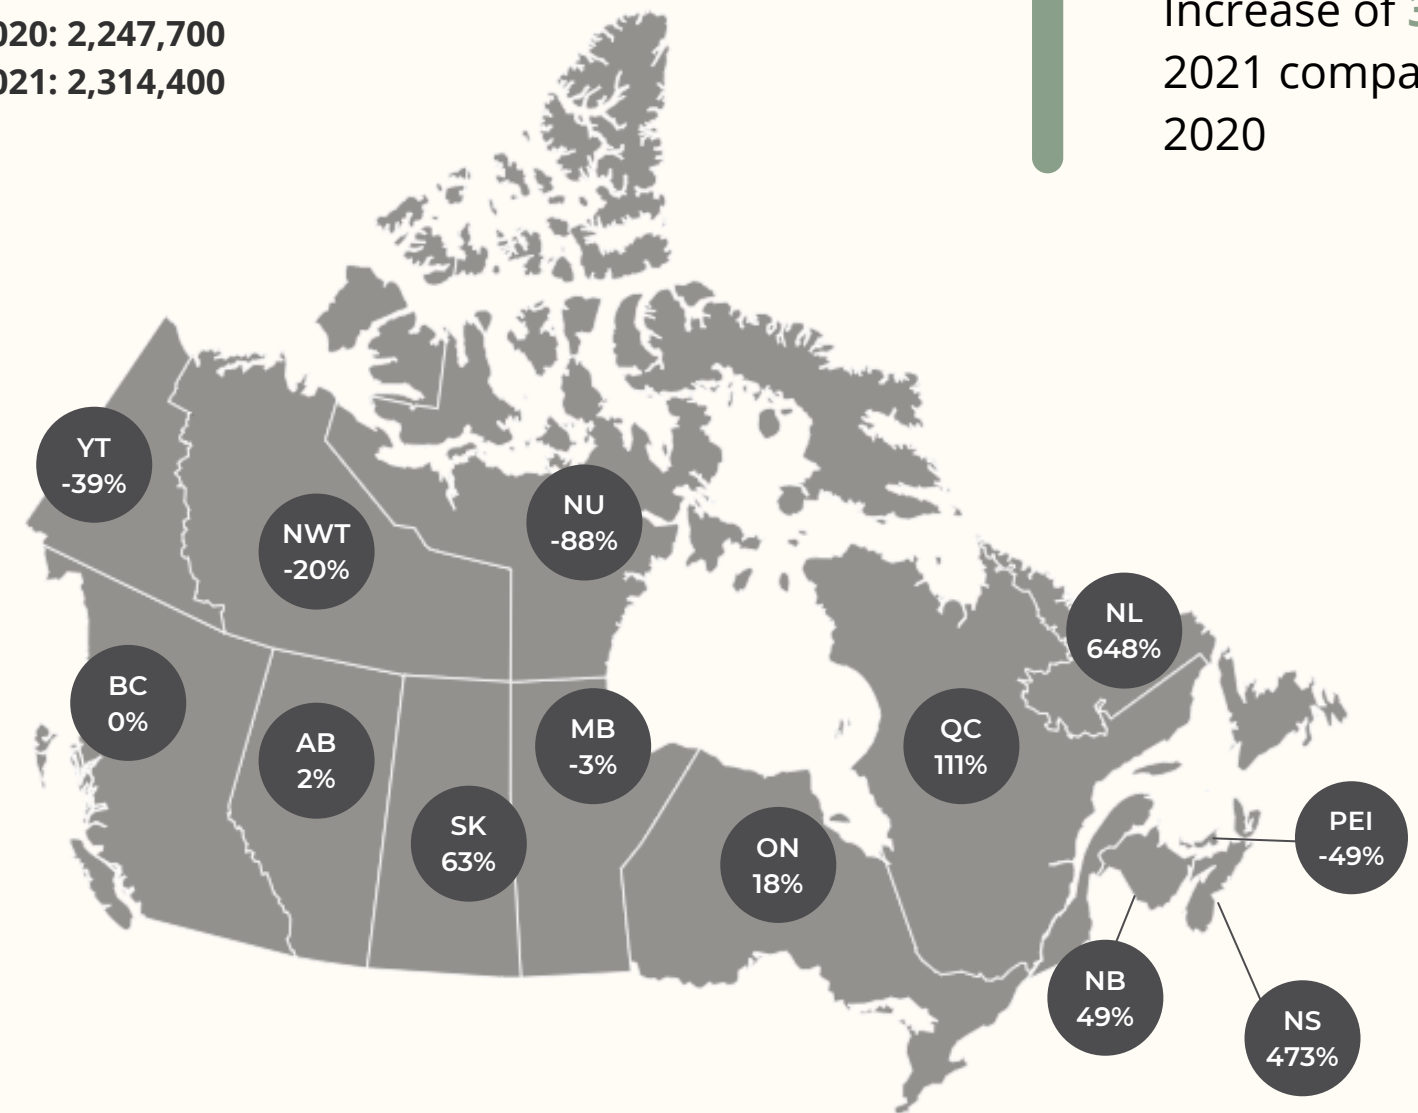 020: 2,247,700
021: 2,314,400
Increase of
2021 compa
2020
YT
-39%
NWT
-20%
NU
-88%
NL
648%
BC
0%
AB
2%
MB
-3%
QC
111%
SK
63%
ON
18%
PEI
-49%
NB
49%
NS
473%